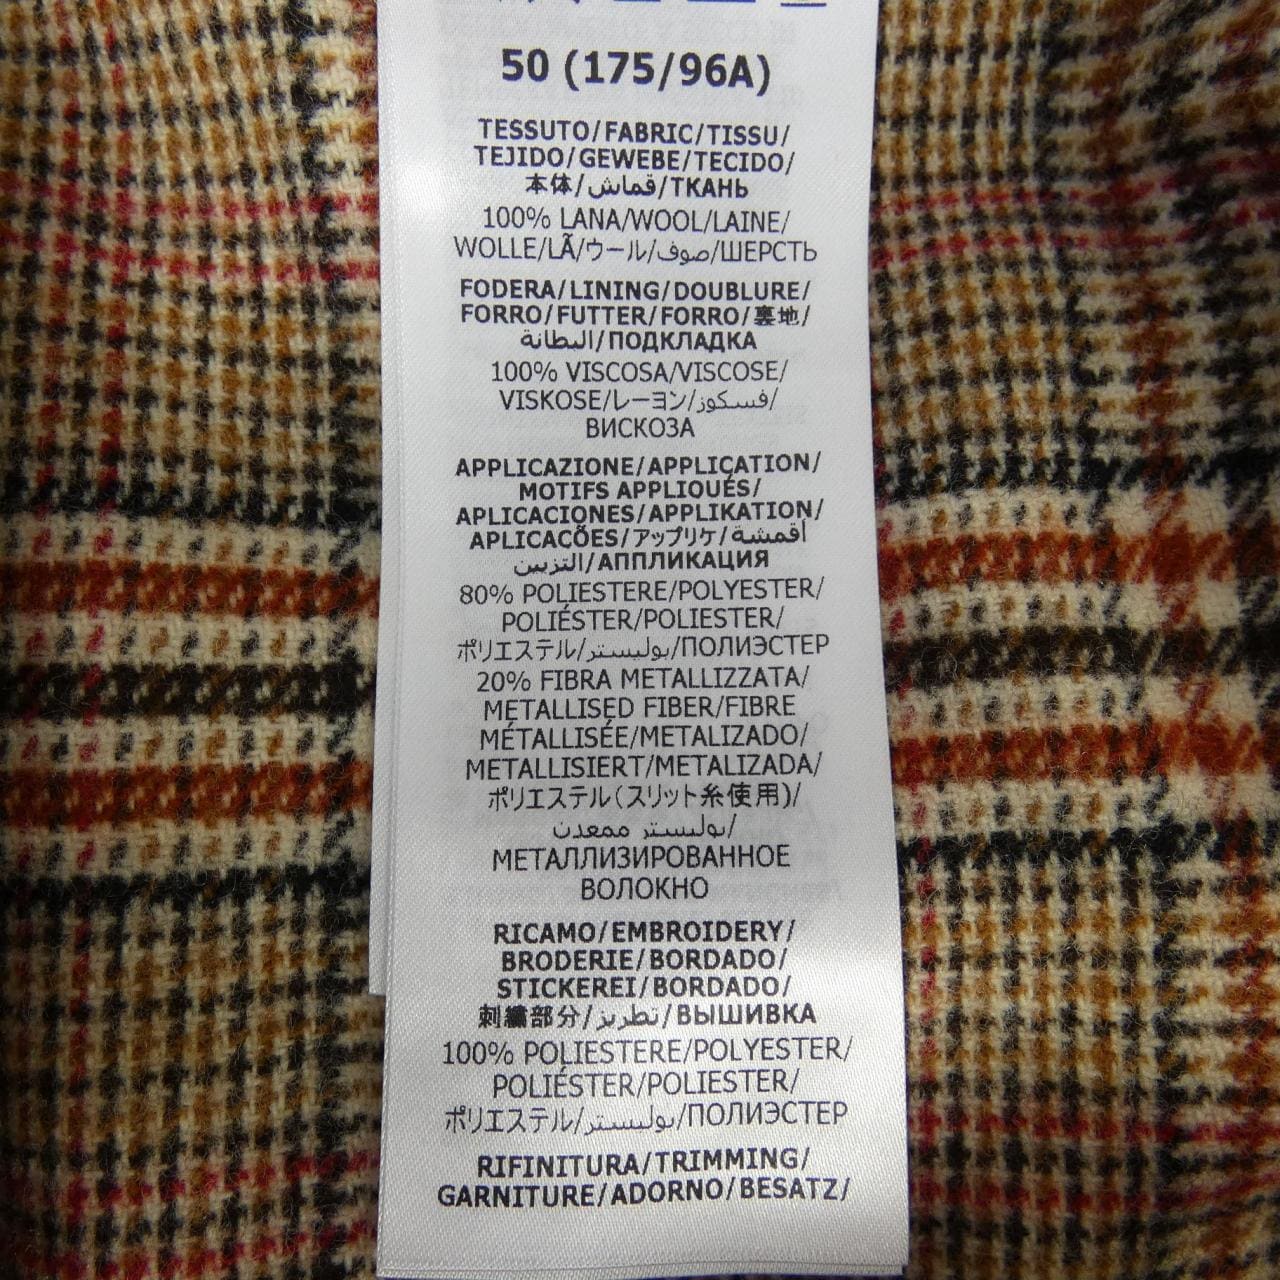 50 (175/96A)
TESSUTO/FABRIC/TISSU/
TEJIDO/GEWEBE/TECIDO/
本体/قماش/ТКАНЬ
100% LANA/WOOL/LAINE/
WOLLE/LÃ/ウール/صوف/ШЕРСТЬ
FODERA/LINING/DOUBLURE/
FORRO/FUTTER/FORRO/裏地/
البطانة/ПОДКЛАДКА
100% VISCOSA/VISCOSE/
VISKOSE/レーヨン/فسكوز/
ВИСКОЗА
APPLICAZIONE/APPLICATION/
MOTIFS APPLIQUÉS/
APLICACIONES/APPLIKATION/
APLICAÇÕES/アップリケ/أقمشة
التزيين/АППЛИКАЦИЯ
80% POLIESTERE/POLYESTER/
POLIÉSTER/POLIESTER/
ポリエステル/بوليستر/ПОЛИЭСТЕР
20% FIBRA METALLIZZATA/
METALLISED FIBER/FIBRE
MÉTALLISÉE/METALIZADO/
METALLISIERT/METALIZADA/
ポリエステル(スリット糸使用)/
بوليستر ممعدن/
МЕТАЛЛИЗИРОВАННОЕ
ВОЛОКНО
RICAMO/EMBROIDERY/
BRODERIE/BORDADO/
STICKEREI/BORDADO/
刺繍部分/تطريز/ВЫШИВКА
100% POLIESTERE/POLYESTER/
POLIÉSTER/POLIESTER/
ポリエステル/بوليستر/ПОЛИЭСТЕР
RIFINITURA/TRIMMING/
GARNITURE/ADORNO/BESATZ/